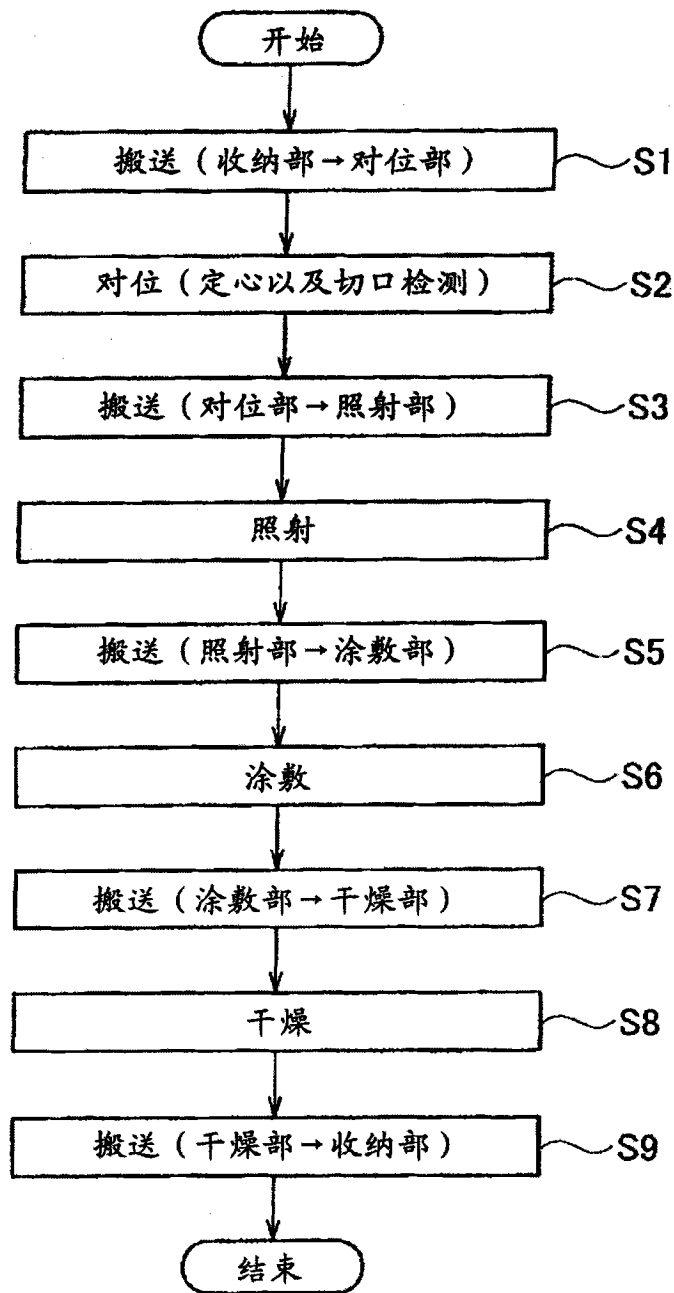 开始
搬送（收纳部→对位部） S1
对位（定心以及切口检测） S2
搬送（对位部→照射部） S3
照射 S4
搬送（照射部→涂敷部） S5
涂敷 S6
搬送（涂敷部→干燥部） S7
干燥 S8
搬送（干燥部→收纳部） S9
结束